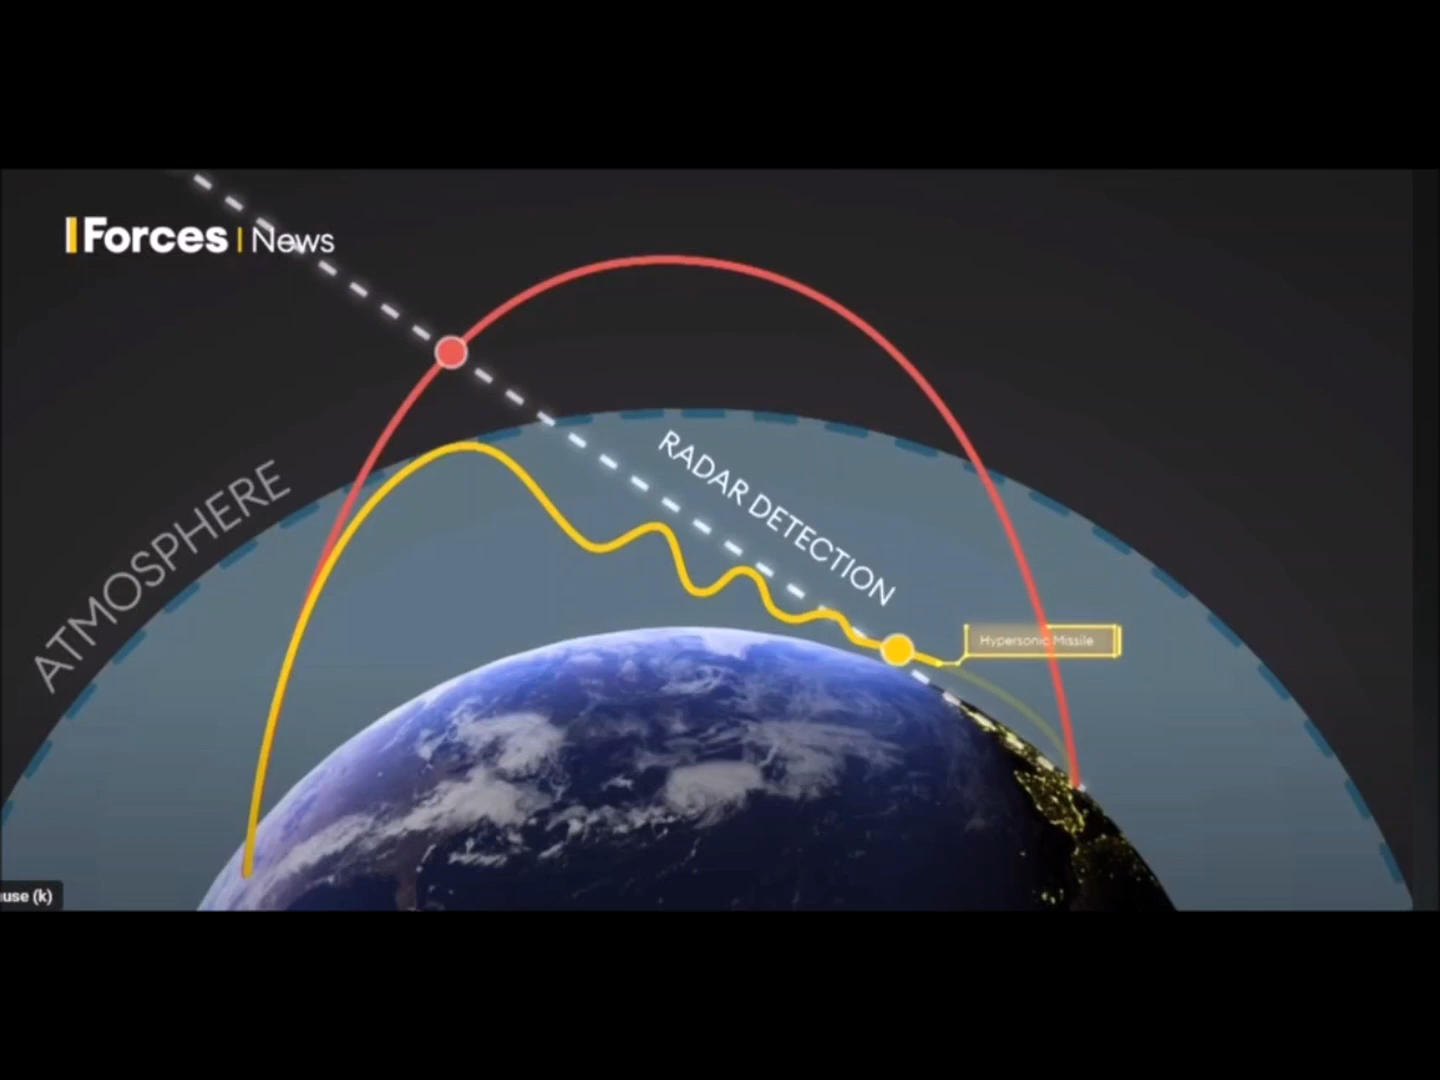 Forces News
RADAR DETECTION
ATMOSPHERE
Hypersonic Missile
use (k)